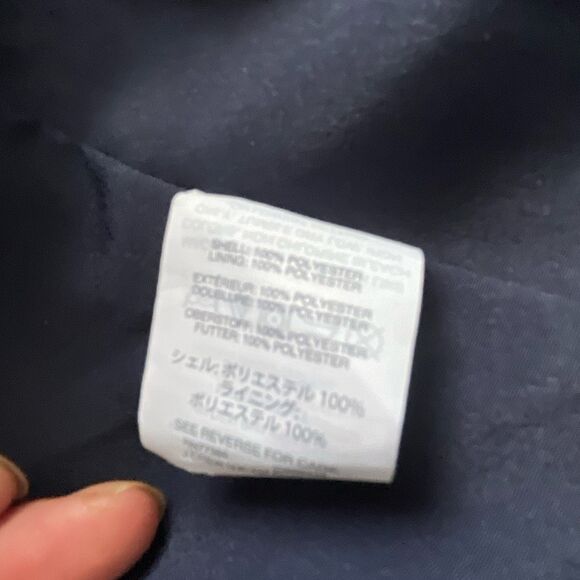 SHELL: 100% POLYESTER
LINING: 100% POLYESTER
EXTÉRIEUR: 100% POLYESTER
DOUBLURE: 100% POLYESTER
OBERSTOFF: 100% POLYESTER
FUTTER: 100% POLYESTER
シェル: ポリエステル 100%
ライニング:
ポリエステル 100%
SEE REVERSE FOR CARE